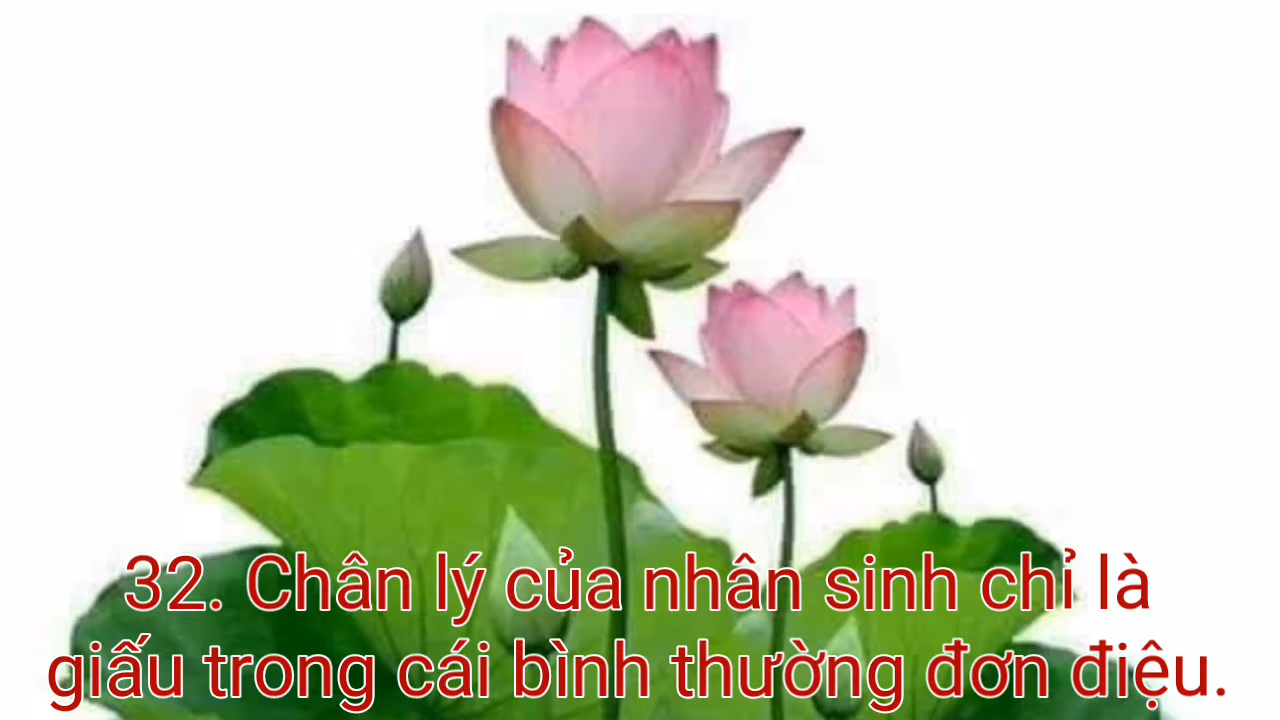 32. Chân lý của nhân sinh chỉ là
giấu trong cái bình thường đơn điệu.